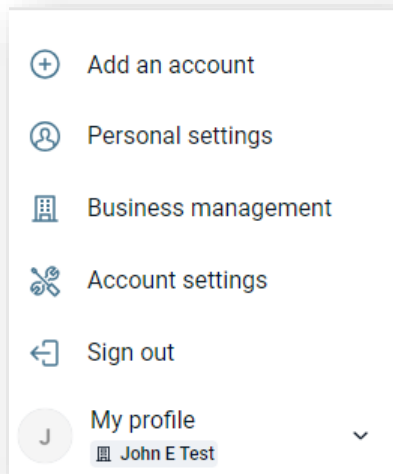 Add an account
Personal settings
Business management
Account settings
Sign out
My profile
J
John E Test